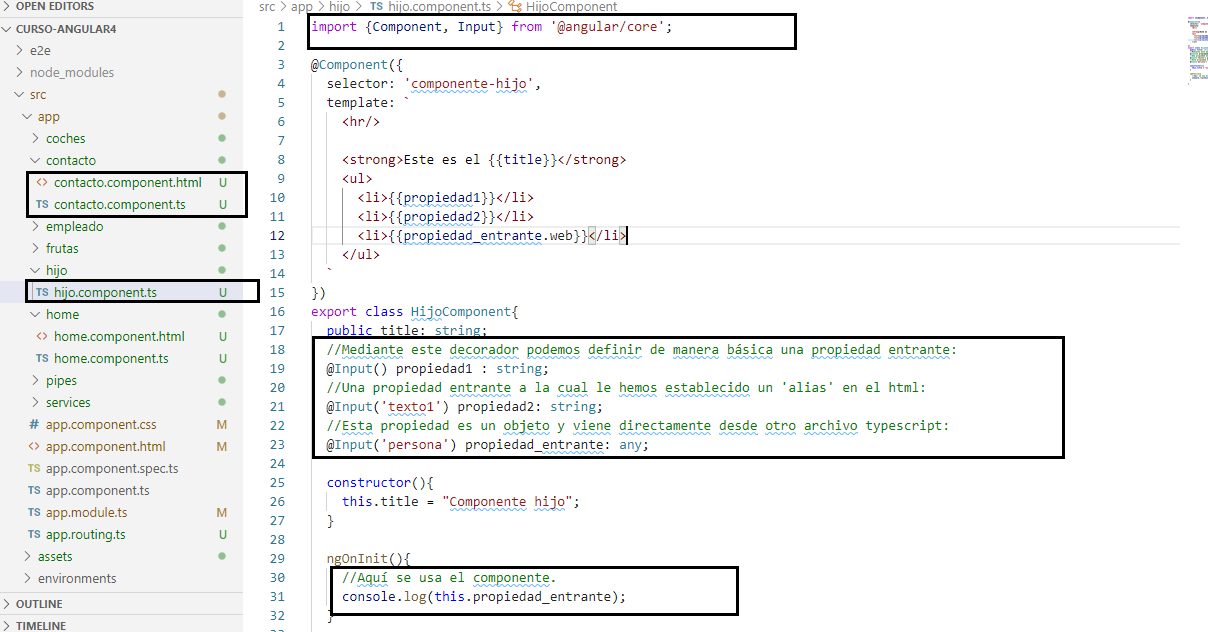 OPEN EDITORS
CURSO-ANGULAR4
e2e
node_modules
src
app
coches
contacto
<> contacto.component.html U
TS contacto.component.ts U
empleado
frutas
hijo
TS hijo.component.ts U
home
<> home.component.html U
TS home.component.ts U
pipes
services
# app.component.css M
<> app.component.html M
TS app.component.spec.ts
TS app.component.ts
TS app.module.ts M
TS app.routing.ts U
assets
environments
OUTLINE
TIMELINE
src > app > hijo > TS hijo.component.ts > HijoComponent
1 import {Component, Input} from '@angular/core';
2
3 @Component({
4 selector: 'componente-hijo',
5 template: `
6 <hr/>
7
8 <strong>Este es el {{title}}</strong>
9 <ul>
10 <li>{{propiedad1}}</li>
11 <li>{{propiedad2}}</li>
12 <li>{{propiedad_entrante.web}}</li>
13 </ul>
14 `
15 })
16 export class HijoComponent{
17 public title: string;
18 //Mediante este decorador podemos definir de manera básica una propiedad entrante:
19 @Input() propiedad1 : string;
20 //Una propiedad entrante a la cual le hemos establecido un 'alias' en el html:
21 @Input('texto1') propiedad2: string;
22 //Esta propiedad es un objeto y viene directamente desde otro archivo typescript:
23 @Input('persona') propiedad_entrante: any;
24
25 constructor(){
26 this.title = "Componente hijo";
27 }
28
29 ngOnInit(){
30 //Aquí se usa el componente.
31 console.log(this.propiedad_entrante);
32 }